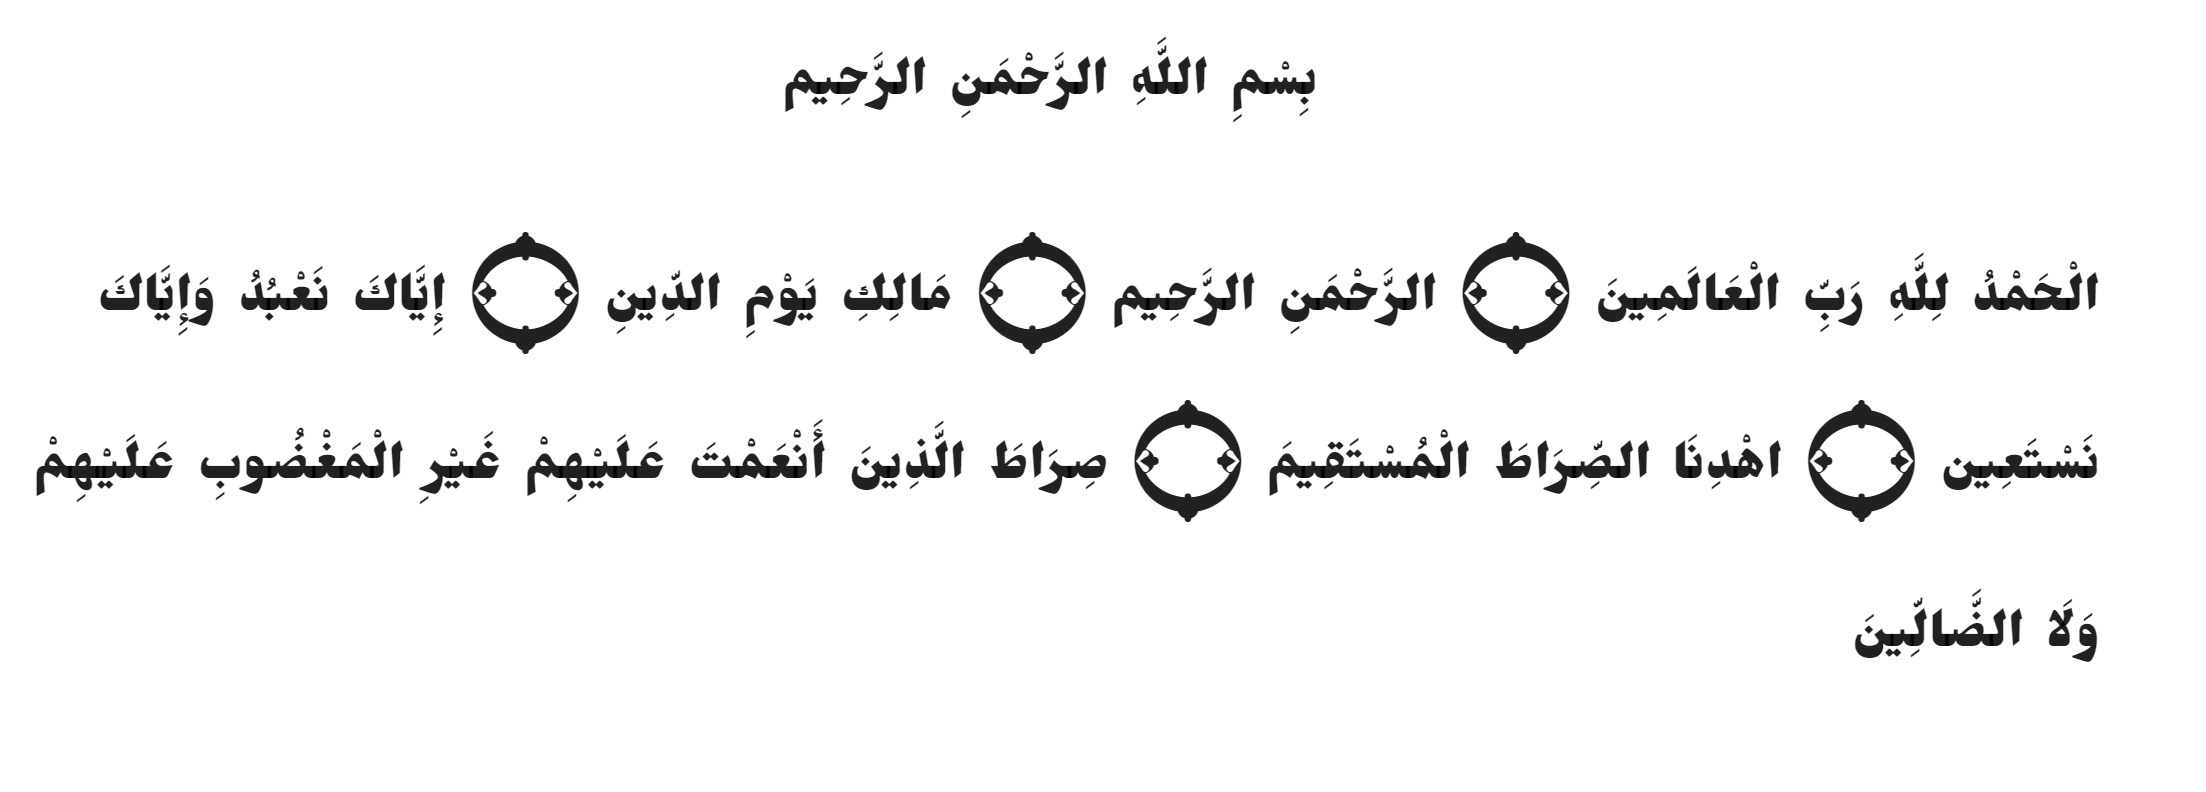 بِسْمِ اللَّهِ الرَّحْمَنِ الرَّحِيم
الْحَمْدُ لِلَّهِ رَبِّ الْعَالَمِينَ ۝ الرَّحْمَنِ الرَّحِيم ۝ مَالِكِ يَوْمِ الدِّينِ ۝ إِيَّاكَ نَعْبُدُ وَإِيَّاكَ
نَسْتَعِين ۝ اهْدِنَا الصِّرَاطَ الْمُسْتَقِيمَ ۝ صِرَاطَ الَّذِينَ أَنْعَمْتَ عَلَيْهِمْ غَيْرِ الْمَغْضُوبِ عَلَيْهِمْ
وَلَا الضَّالِّينَ